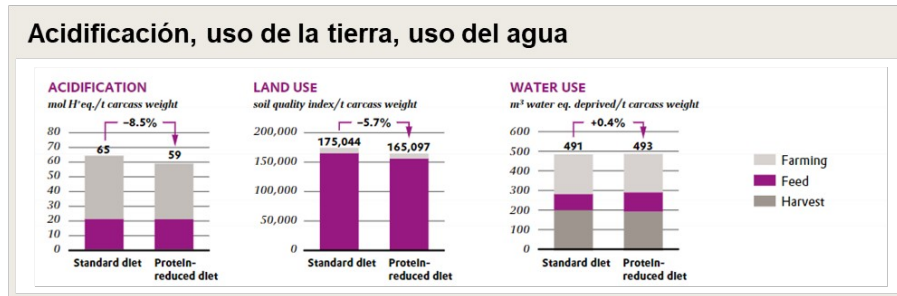 Acidificación, uso de la tierra, uso del agua
ACIDIFICATION
mol H⁺eq./t carcass weight
–8.5%
80
70
60
50
40
30
20
10
0
65
59
Standard diet
Protein-
reduced diet
LAND USE
soil quality index/t carcass weight
–5.7%
200,000
150,000
100,000
50,000
0
175,044
165,097
Standard diet
Protein-
reduced diet
WATER USE
m³ water eq. deprived/t carcass weight
+0.4%
600
500
400
300
200
100
0
491
493
Standard diet
Protein-
reduced diet
Farming
Feed
Harvest